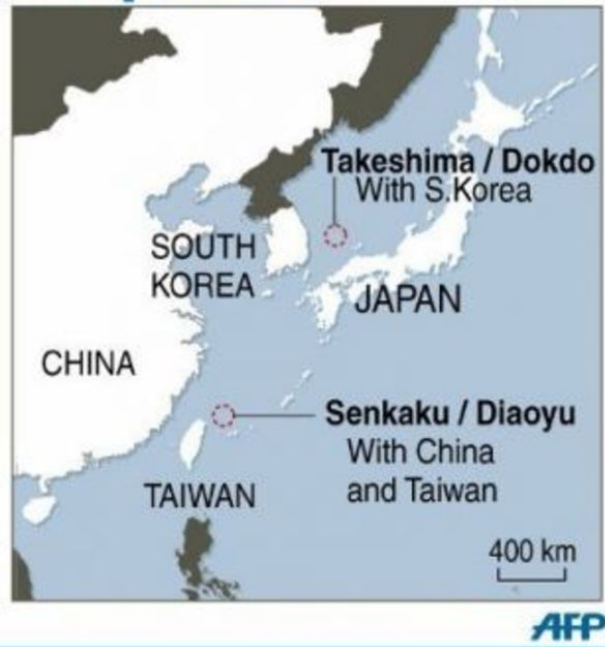 Takeshima / Dokdo
With S.Korea
SOUTH
KOREA
JAPAN
CHINA
Senkaku / Diaoyu
With China
and Taiwan
TAIWAN
400 km
AFP